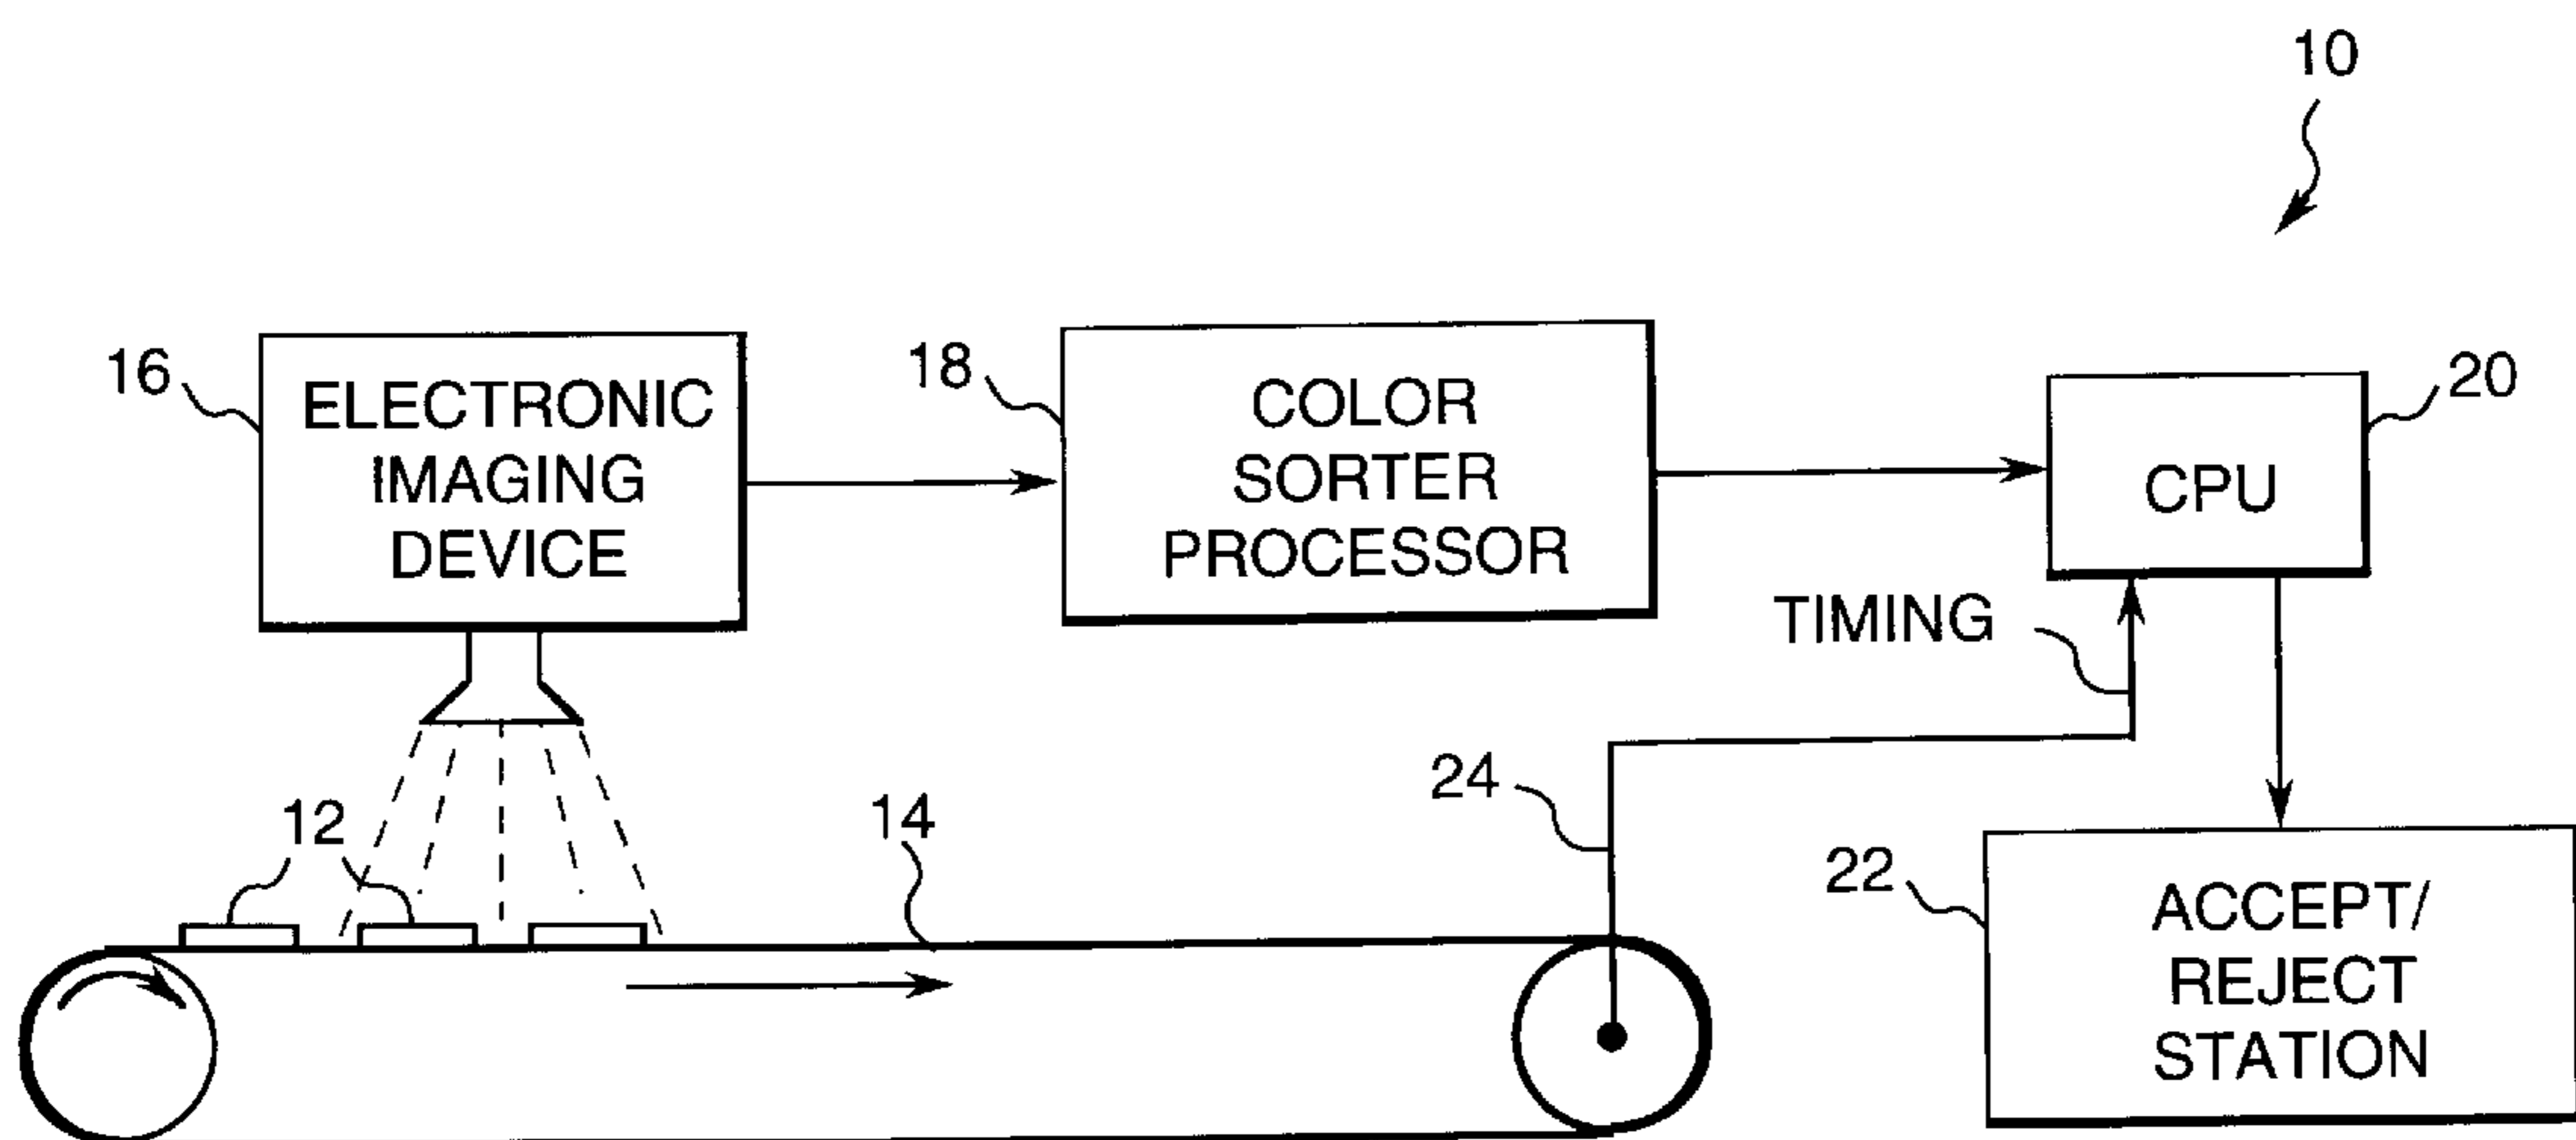 10
16
ELECTRONIC
IMAGING
DEVICE
18
COLOR
SORTER
PROCESSOR
CPU
20
TIMING
24
12
14
22
ACCEPT/
REJECT
STATION